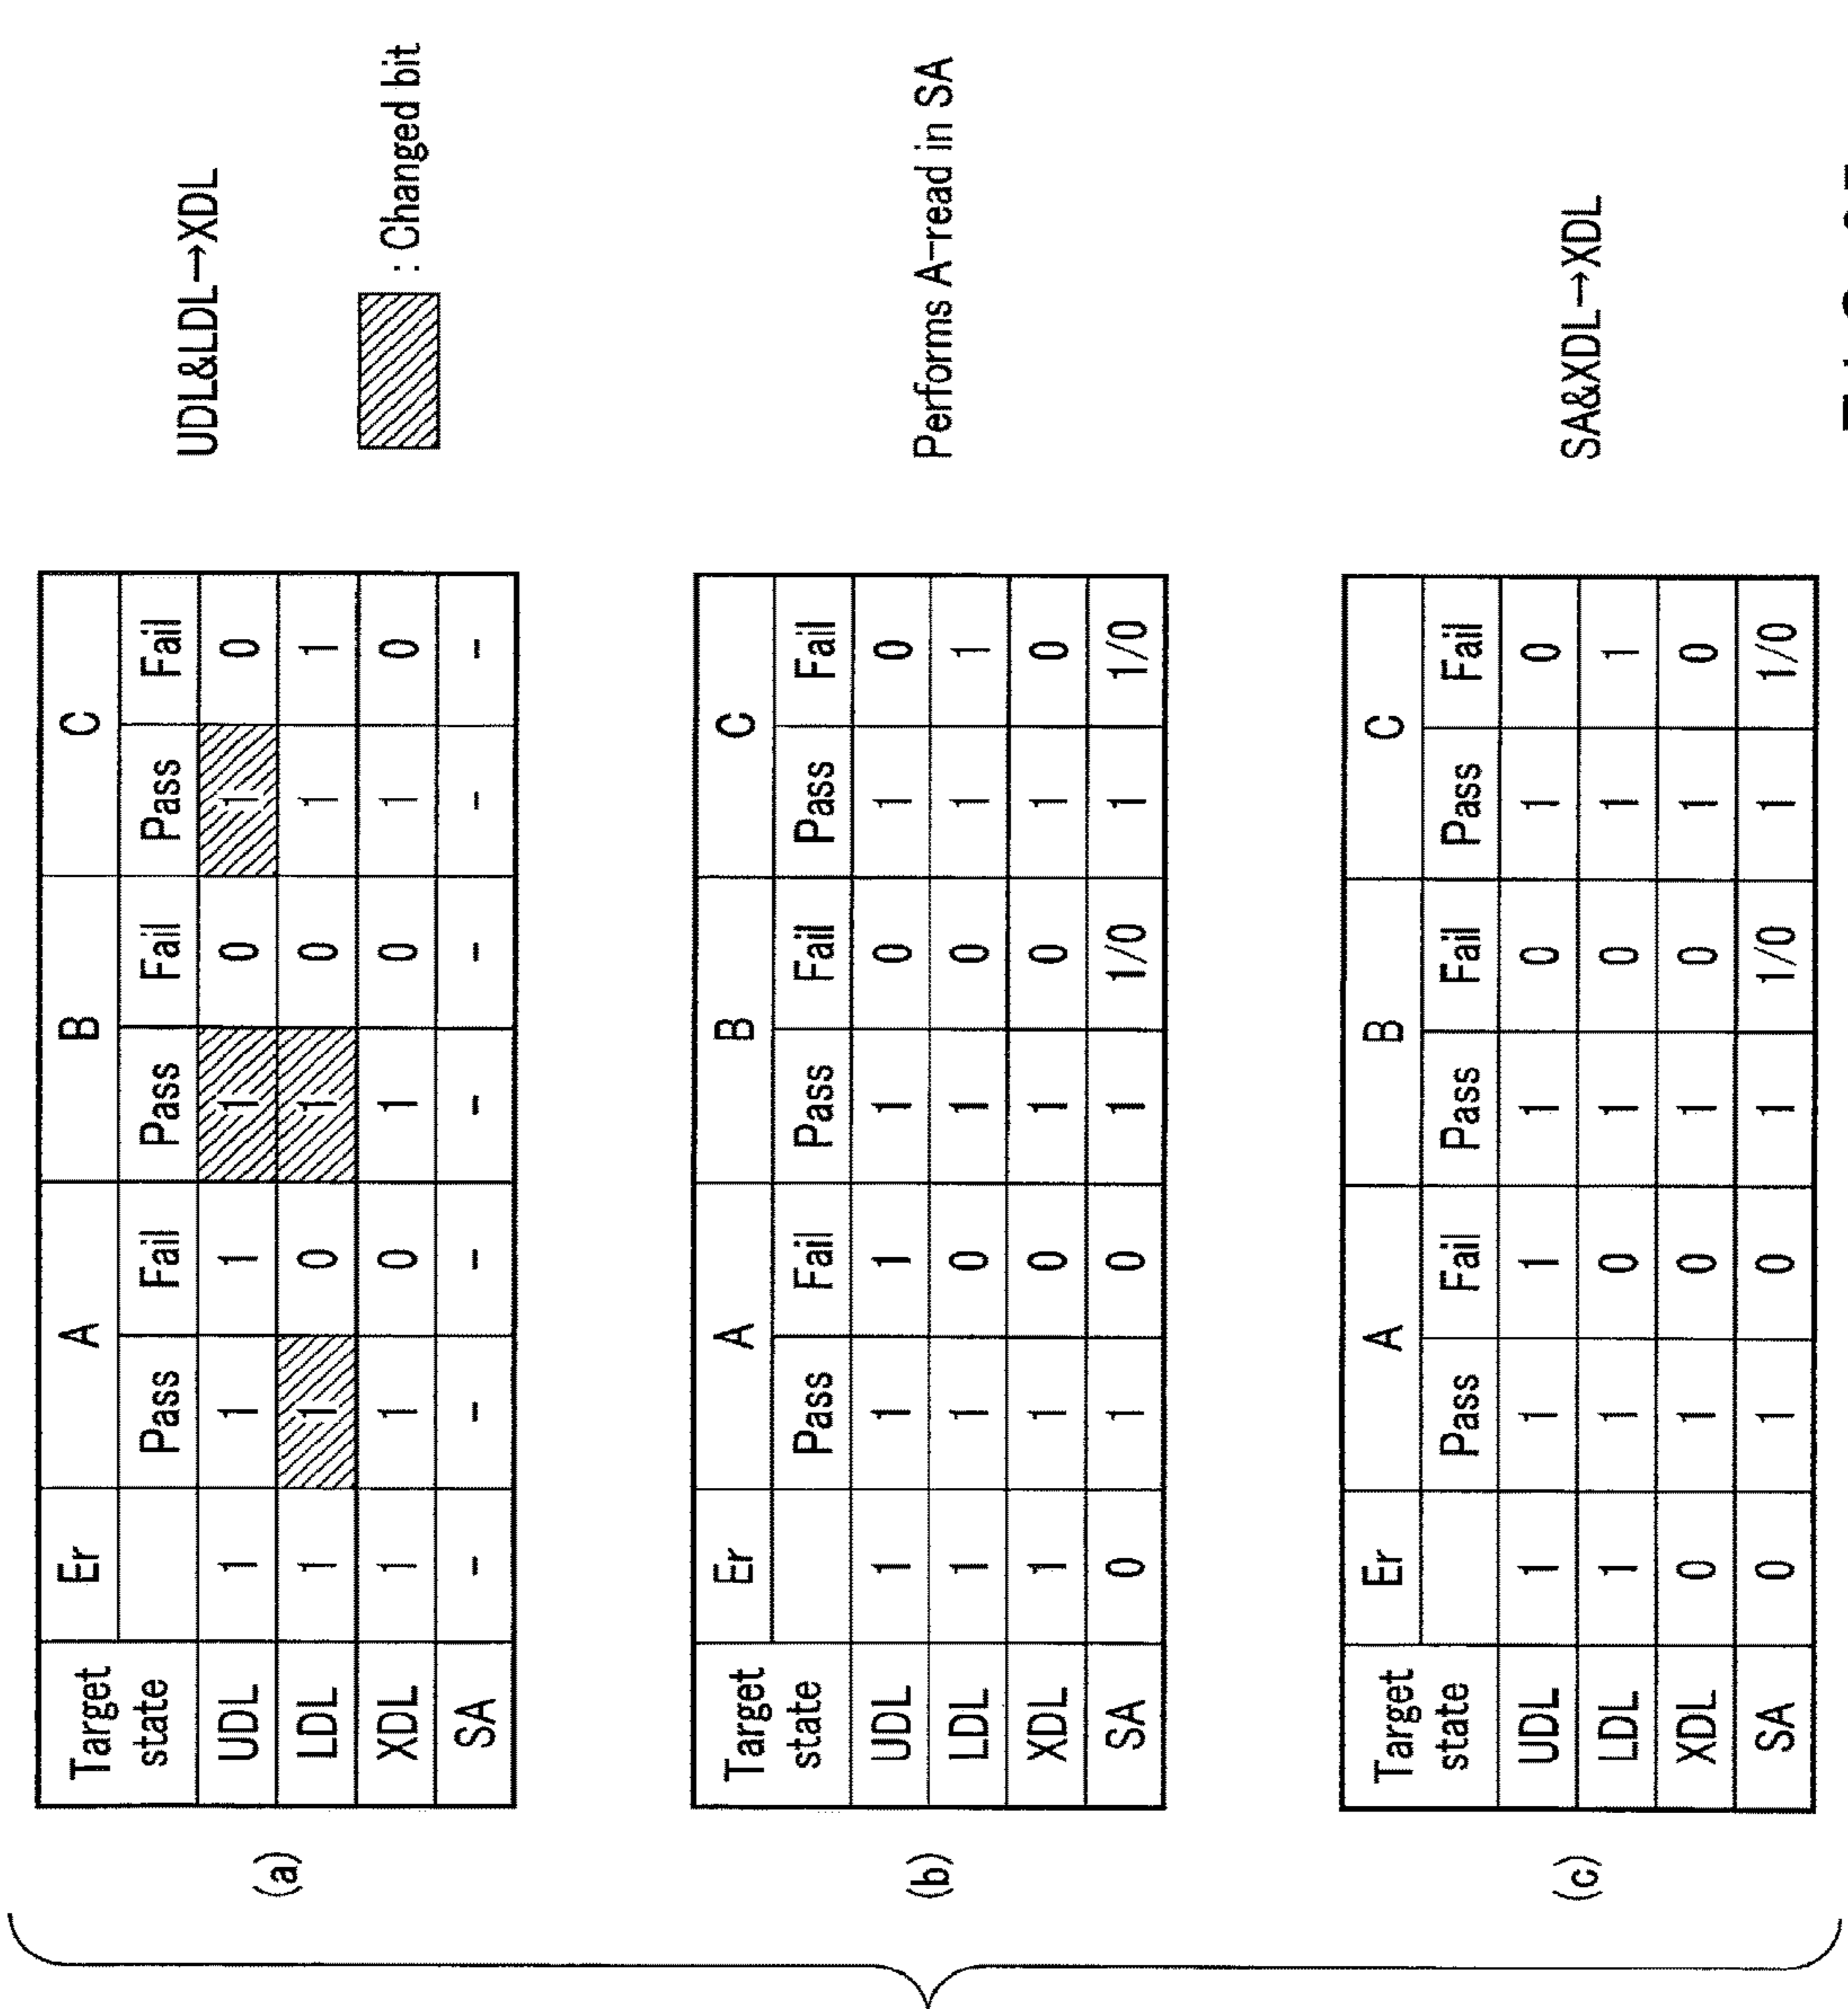 (a)
Target state Er A B C
Pass Fail Pass Fail Pass Fail
UDL 1 1 1 1 0 1 0
LDL 1 1 0 1 0 1 1
XDL 1 1 0 1 0 1 0
SA - - - - - - -
UDL&LDL→XDL
: Changed bit
(b)
Target state Er A B C
Pass Fail Pass Fail Pass Fail
UDL 1 1 1 1 0 1 0
LDL 1 1 0 1 0 1 1
XDL 1 1 0 1 0 1 0
SA 0 1 0 1 1/0 1 1/0
Performs A-read in SA
(c)
Target state Er A B C
Pass Fail Pass Fail Pass Fail
UDL 1 1 1 1 0 1 0
LDL 1 1 0 1 0 1 1
XDL 0 1 0 1 0 1 0
SA 0 1 0 1 1/0 1 1/0
SA&XDL→XDL